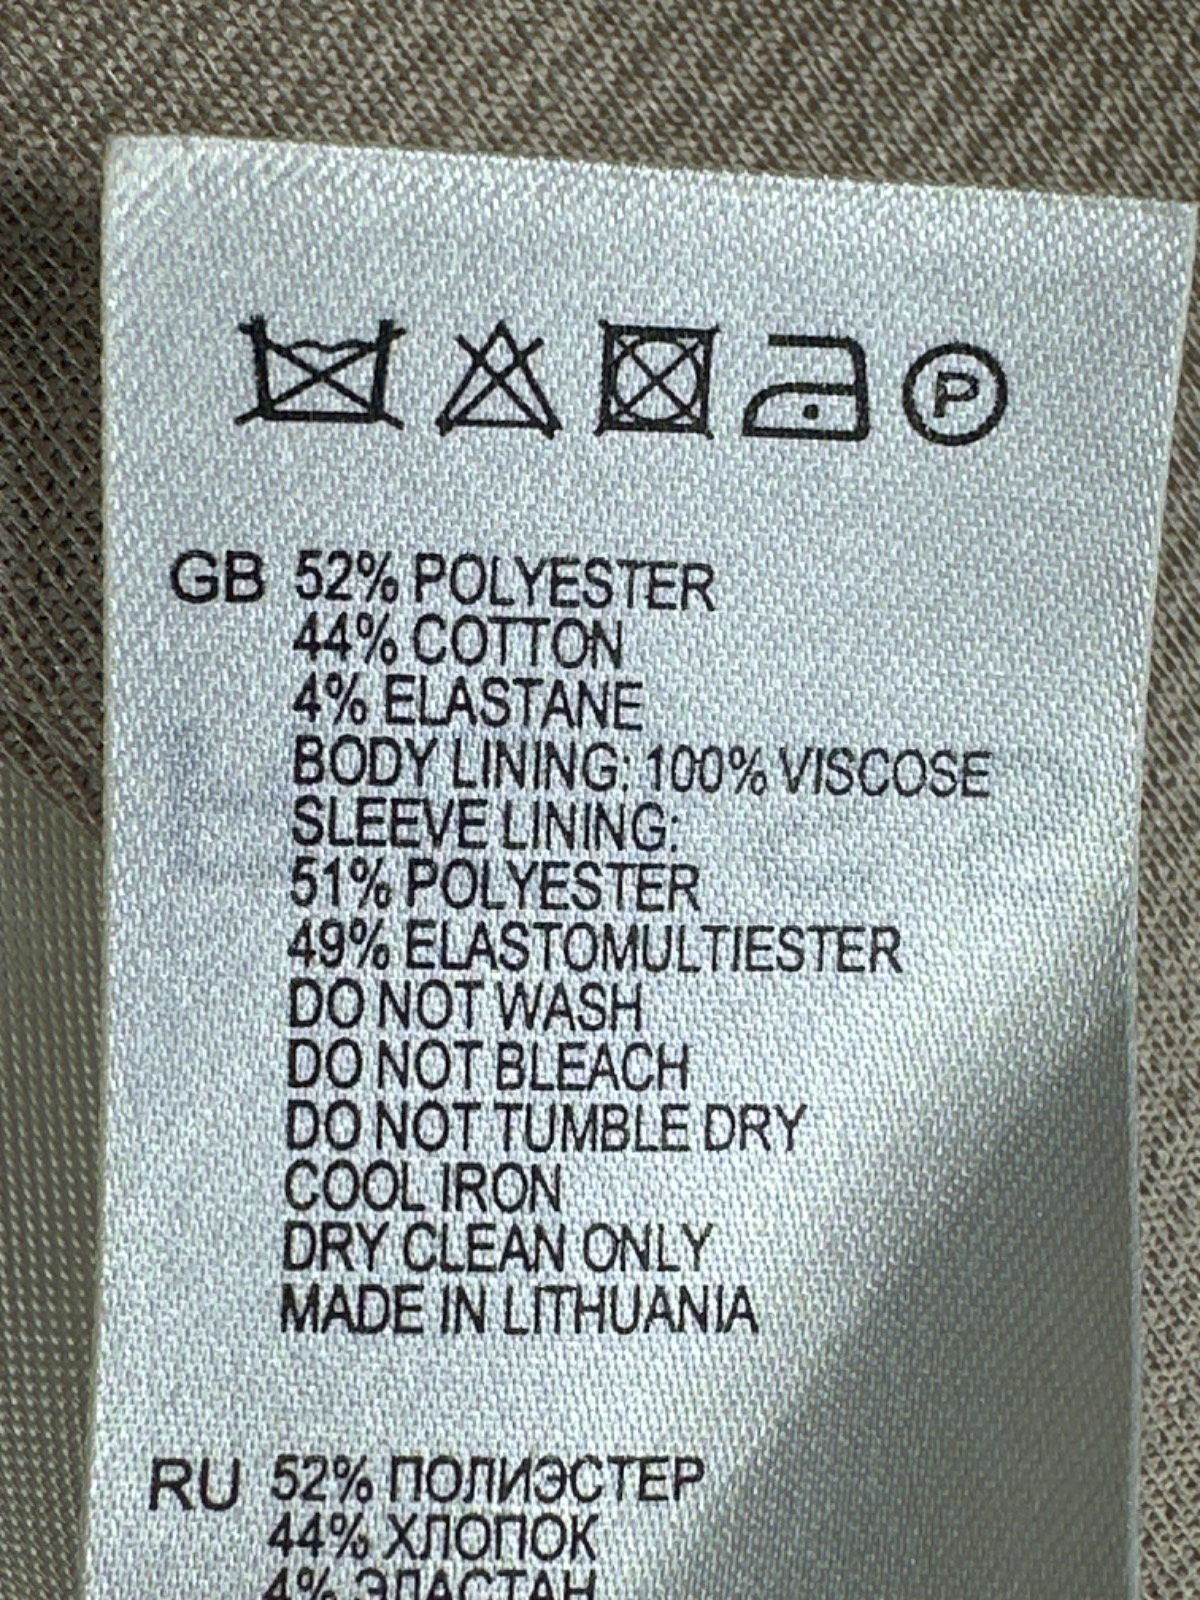 P
GB 52% POLYESTER
44% COTTON
4% ELASTANE
BODY LINING: 100% VISCOSE
SLEEVE LINING:
51% POLYESTER
49% ELASTOMULTIESTER
DO NOT WASH
DO NOT BLEACH
DO NOT TUMBLE DRY
COOL IRON
DRY CLEAN ONLY
MADE IN LITHUANIA
RU 52% ПОЛИЭСТЕР
44% ХЛОПОК
4% ЭЛАСТАН